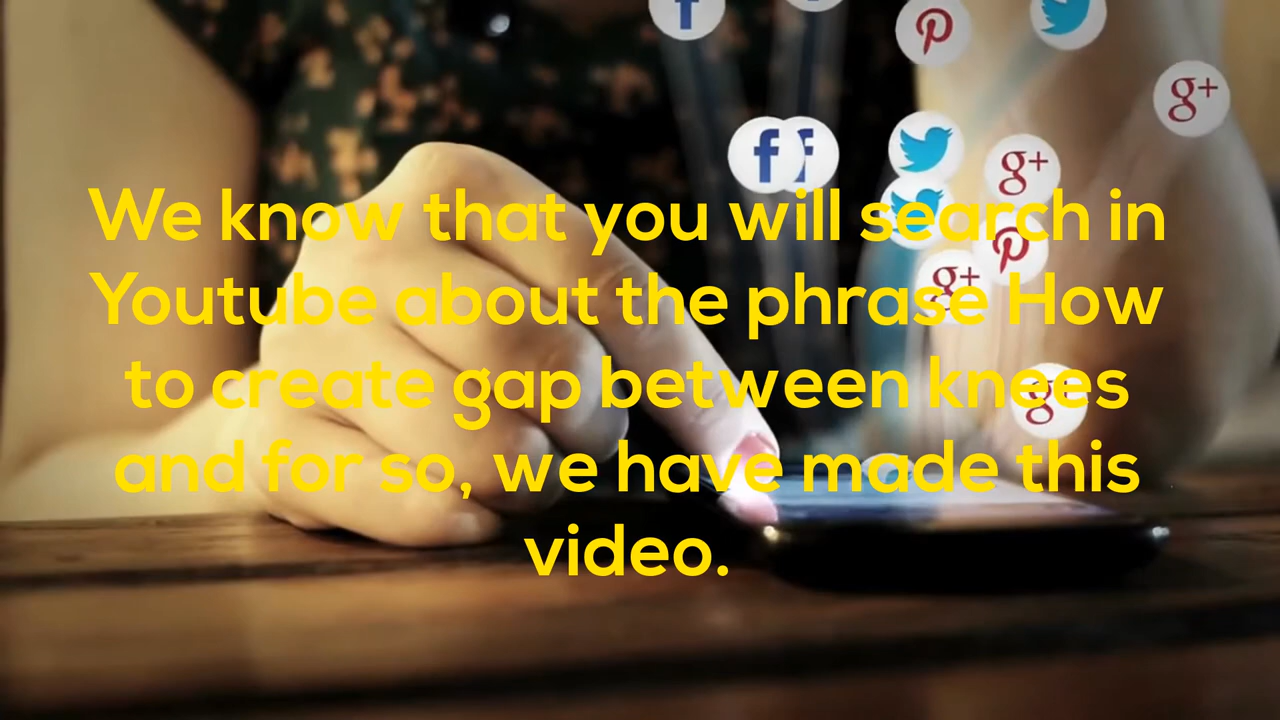 We know that you will search in
Youtube about the phrase How
to create gap between knees
and for so, we have made this
video.